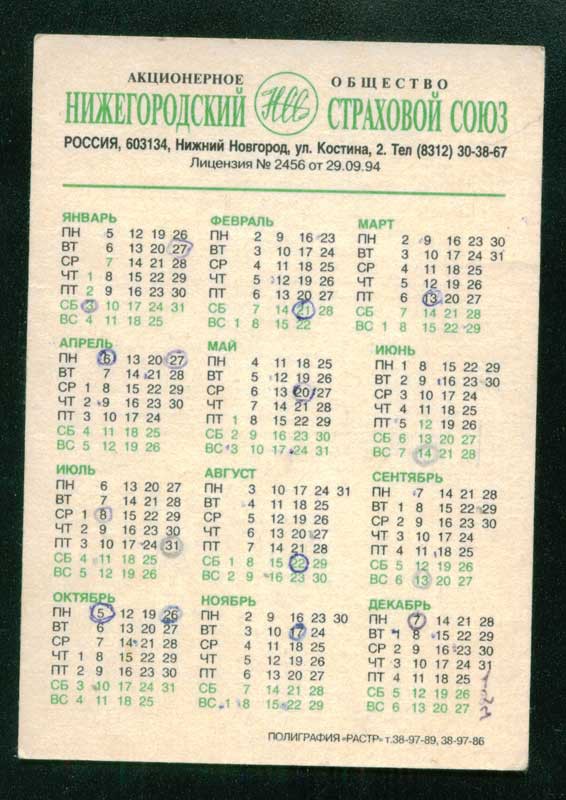 АКЦИОНЕРНОЕ ОБЩЕСТВО
НИЖЕГОРОДСКИЙ НСС СТРАХОВОЙ СОЮЗ
РОССИЯ, 603134, Нижний Новгород, ул. Костина, 2. Тел (8312) 30-38-67
Лицензия № 2456 от 29.09.94
ЯНВАРЬ
ПН 5 12 19 26
ВТ 6 13 20 27
СР 7 14 21 28
ЧТ 1 8 15 22 29
ПТ 2 9 16 23 30
СБ 3 10 17 24 31
ВС 4 11 18 25
ФЕВРАЛЬ
ПН 2 9 16 23
ВТ 3 10 17 24
СР 4 11 18 25
ЧТ 5 12 19 26
ПТ 6 13 20 27
СБ 7 14 21 28
ВС 1 8 15 22
МАРТ
ПН 2 9 16 23 30
ВТ 3 10 17 24 31
СР 4 11 18 25
ЧТ 5 12 19 26
ПТ 6 13 20 27
СБ 7 14 21 28
ВС 1 8 15 22 29
АПРЕЛЬ
ПН 6 13 20 27
ВТ 7 14 21 28
СР 1 8 15 22 29
ЧТ 2 9 16 23 30
ПТ 3 10 17 24
СБ 4 11 18 25
ВС 5 12 19 26
МАЙ
ПН 4 11 18 25
ВТ 5 12 19 26
СР 6 13 20 27
ЧТ 7 14 21 28
ПТ 1 8 15 22 29
СБ 2 9 16 23 30
ВС 3 10 17 24 31
ИЮНЬ
ПН 1 8 15 22 29
ВТ 2 9 16 23 30
СР 3 10 17 24
ЧТ 4 11 18 25
ПТ 5 12 19 26
СБ 6 13 20 27
ВС 7 14 21 28
ИЮЛЬ
ПН 6 13 20 27
ВТ 7 14 21 28
СР 1 8 15 22 29
ЧТ 2 9 16 23 30
ПТ 3 10 17 24 31
СБ 4 11 18 25
ВС 5 12 19 26
АВГУСТ
ПН 3 10 17 24 31
ВТ 4 11 18 25
СР 5 12 19 26
ЧТ 6 13 20 27
ПТ 7 14 21 28
СБ 1 8 15 22 29
ВС 2 9 16 23 30
СЕНТЯБРЬ
ПН 7 14 21 28
ВТ 1 8 15 22 29
СР 2 9 16 23 30
ЧТ 3 10 17 24
ПТ 4 11 18 25
СБ 5 12 19 26
ВС 6 13 20 27
ОКТЯБРЬ
ПН 5 12 19 26
ВТ 6 13 20 27
СР 7 14 21 28
ЧТ 1 8 15 22 29
ПТ 2 9 16 23 30
СБ 3 10 17 24 31
ВС 4 11 18 25
НОЯБРЬ
ПН 2 9 16 23 30
ВТ 3 10 17 24
СР 4 11 18 25
ЧТ 5 12 19 26
ПТ 6 13 20 27
СБ 7 14 21 28
ВС 1 8 15 22 29
ДЕКАБРЬ
ПН 7 14 21 28
ВТ 1 8 15 22 29
СР 2 9 16 23 30
ЧТ 3 10 17 24 31
ПТ 4 11 18 25
СБ 5 12 19 26
ВС 6 13 20 27
ПОЛИГРАФИЯ «РАСТР» т.38-97-89, 38-97-86